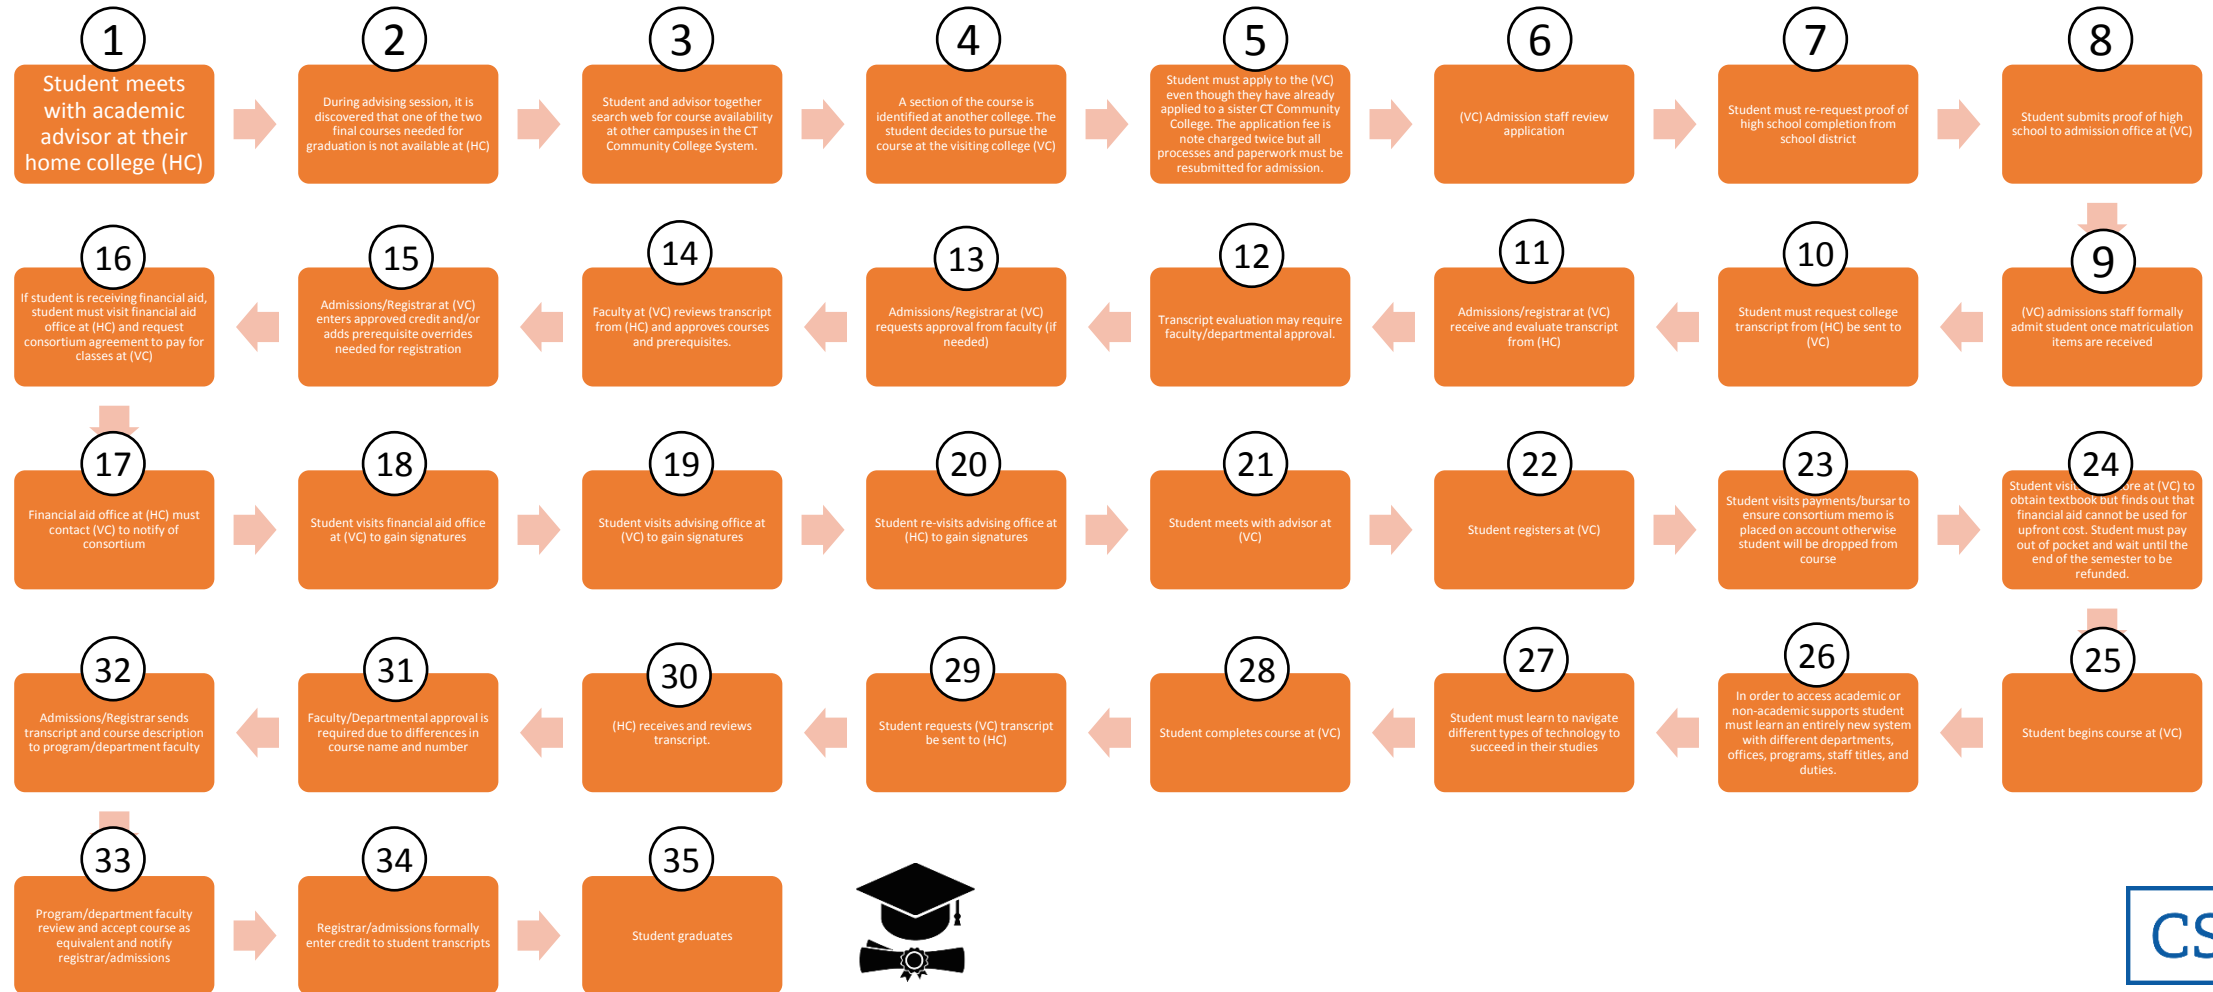 1
Student meets
with academic
advisor at their
home college (HC)
2
During advising session, it is
discovered that one of the two
final courses needed for
graduation is not available at (HC)
3
Student and advisor together
search web for course availability
at other campuses in the CT
Community College System.
4
A section of the course is
identified at another college. The
student decides to pursue the
course at the visiting college (VC)
5
Student must apply to the (VC)
even though they have already
applied to a sister CT Community
College. The application fee is
note charged twice but all
processes and paperwork must be
resubmitted for admission.
6
(VC) Admission staff review
application
7
Student must re-request proof of
high school completion from
school district
8
Student submits proof of high
school to admission office at (VC)
9
(VC) admissions staff formally
admit student once matriculation
items are received
10
Student must request college
transcript from (HC) be sent to
(VC)
11
Admissions/registrar at (VC)
receive and evaluate transcript
from (HC)
12
Transcript evaluation may require
faculty/departmental approval.
13
Admissions/Registrar at (VC)
requests approval from faculty (if
needed)
14
Faculty at (VC) reviews transcript
from (HC) and approves courses
and prerequisites.
15
Admissions/Registrar at (VC)
enters approved credit and/or
adds prerequisite overrides
needed for registration
16
If student is receiving financial aid,
student must visit financial aid
office at (HC) and request
consortium agreement to pay for
classes at (VC)
17
Financial aid office at (HC) must
contact (VC) to notify of
consortium
18
Student visits financial aid office
at (VC) to gain signatures
19
Student visits advising office at
(VC) to gain signatures
20
Student re-visits advising office at
(HC) to gain signatures
21
Student meets with advisor at
(VC)
22
Student registers at (VC)
23
Student visits payments/bursar to
ensure consortium memo is
placed on account otherwise
student will be dropped from
course
24
Student at (VC) to
obtain textbook but finds out that
financial aid cannot be used for
upfront cost. Student must pay
out of pocket and wait until the
end of the semester to be
refunded.
25
Student begins course at (VC)
26
In order to access academic or
non-academic supports student
must learn an entirely new system
with different departments,
offices, programs, staff titles, and
duties.
27
Student must learn to navigate
different types of technology to
succeed in their studies
28
Student completes course at (VC)
29
Student requests (VC) transcript
be sent to (HC)
30
(HC) receives and reviews
transcript.
31
Faculty/Departmental approval is
required due to differences in
course name and number
32
Admissions/Registrar sends
transcript and course description
to program/department faculty
33
Program/department faculty
review and accept course as
equivalent and notify
registrar/admissions
34
Registrar/admissions formally
enter credit to student transcripts
35
Student graduates